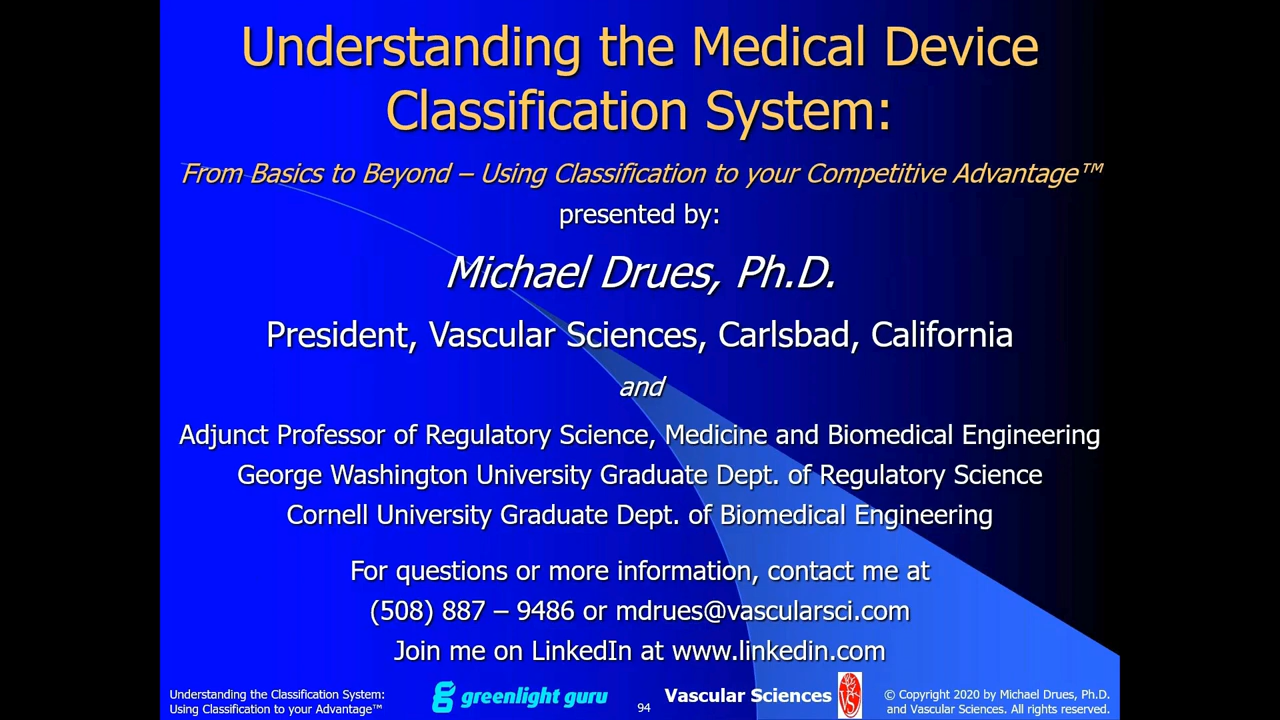 Understanding the Medical Device
Classification System:
From Basics to Beyond – Using Classification to your Competitive Advantage™
presented by:
Michael Drues, Ph.D.
President, Vascular Sciences, Carlsbad, California
and
Adjunct Professor of Regulatory Science, Medicine and Biomedical Engineering
George Washington University Graduate Dept. of Regulatory Science
Cornell University Graduate Dept. of Biomedical Engineering
For questions or more information, contact me at
(508) 887 – 9486 or mdrues@vascularsci.com
Join me on LinkedIn at www.linkedin.com
Understanding the Classification System:
Using Classification to your Advantage™
greenlight guru
94
Vascular Sciences
VS
© Copyright 2020 by Michael Drues, Ph.D.
and Vascular Sciences. All rights reserved.